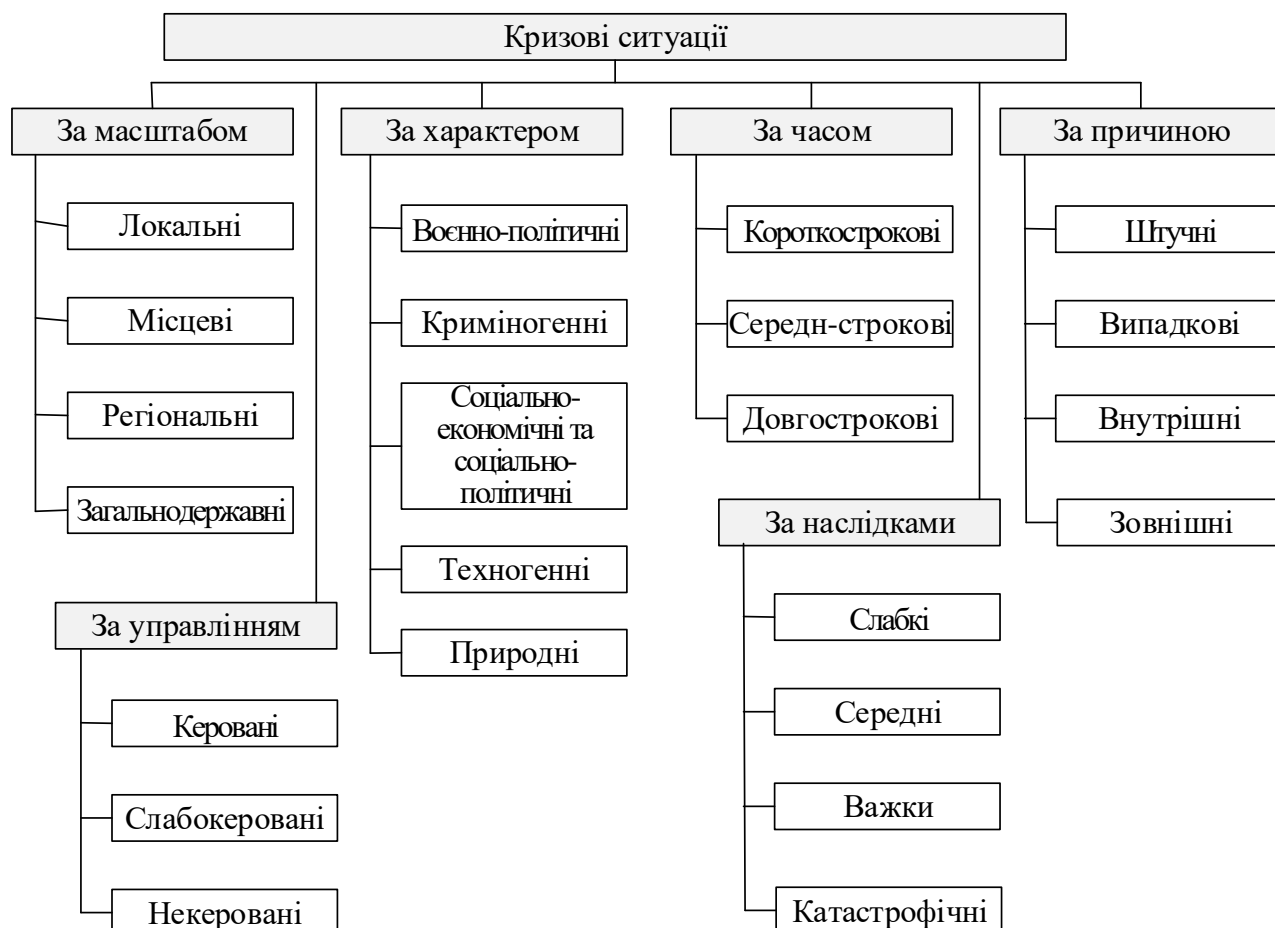 Кризові ситуації
За масштабом
Локальні
Місцеві
Регіональні
Загальнодержавні
За управлінням
Керовані
Слабокеровані
Некеровані
За характером
Воєнно-політичні
Криміногенні
Соціально-
економічні та
соціально-
політичні
Техногенні
Природні
За часом
Короткострокові
Середн-строкові
Довгострокові
За наслідками
Слабкі
Середні
Важки
Катастрофічні
За причиною
Штучні
Випадкові
Внутрішні
Зовнішні